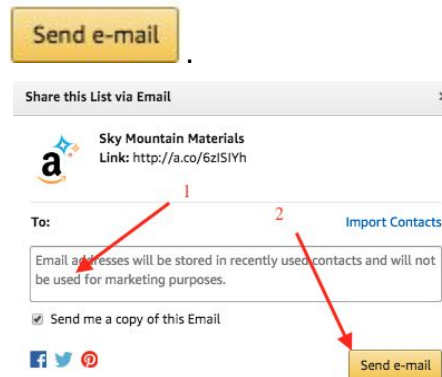 Send e-mail
.
Share this List via Email
Sky Mountain Materials
Link: http://a.co/6zISIYh
1
2
To:
Import Contacts
Email addresses will be stored in recently used contacts and will not
be used for marketing purposes.
Send me a copy of this Email
Send e-mail